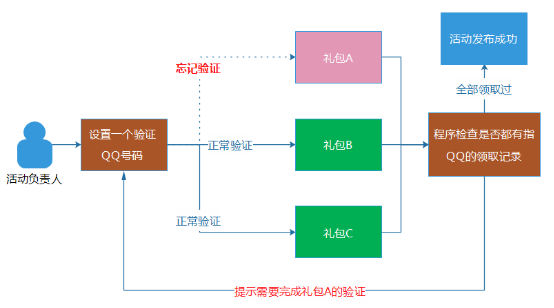 活动发布成功
忘记验证
礼包A
全部领取过
设置一个验证
QQ号码
正常验证
礼包B
程序检查是否都有指
QQ的领取记录
活动负责人
正常验证
礼包C
提示需要完成礼包A的验证